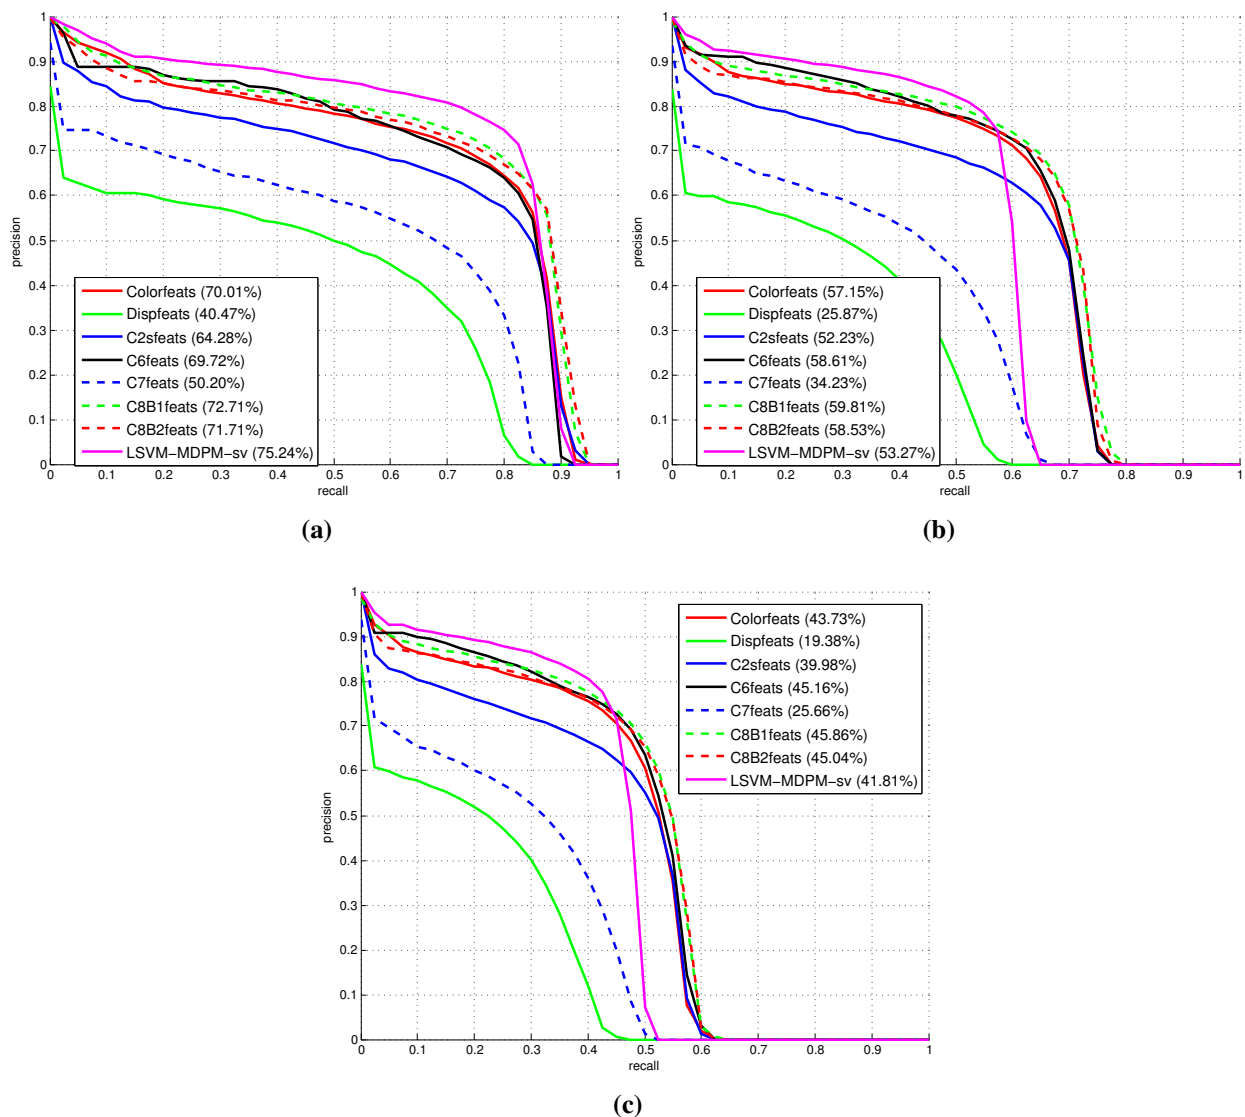 1
0.9
0.8
0.7
0.6
0.5
0.4
0.3
0.2
0.1
0
precision
Colorfeats (70.01%)
Dispfeats (40.47%)
C2sfeats (64.28%)
C6feats (69.72%)
C7feats (50.20%)
C8B1feats (72.71%)
C8B2feats (71.71%)
LSVM−MDPM−sv (75.24%)
0 0.1 0.2 0.3 0.4 0.5 0.6 0.7 0.8 0.9 1
recall
(a)
1
0.9
0.8
0.7
0.6
0.5
0.4
0.3
0.2
0.1
0
precision
Colorfeats (57.15%)
Dispfeats (25.87%)
C2sfeats (52.23%)
C6feats (58.61%)
C7feats (34.23%)
C8B1feats (59.81%)
C8B2feats (58.53%)
LSVM−MDPM−sv (53.27%)
0 0.1 0.2 0.3 0.4 0.5 0.6 0.7 0.8 0.9 1
recall
(b)
1
0.9
0.8
0.7
0.6
0.5
0.4
0.3
0.2
0.1
0
precision
Colorfeats (43.73%)
Dispfeats (19.38%)
C2sfeats (39.98%)
C6feats (45.16%)
C7feats (25.66%)
C8B1feats (45.86%)
C8B2feats (45.04%)
LSVM−MDPM−sv (41.81%)
0 0.1 0.2 0.3 0.4 0.5 0.6 0.7 0.8 0.9 1
recall
(c)